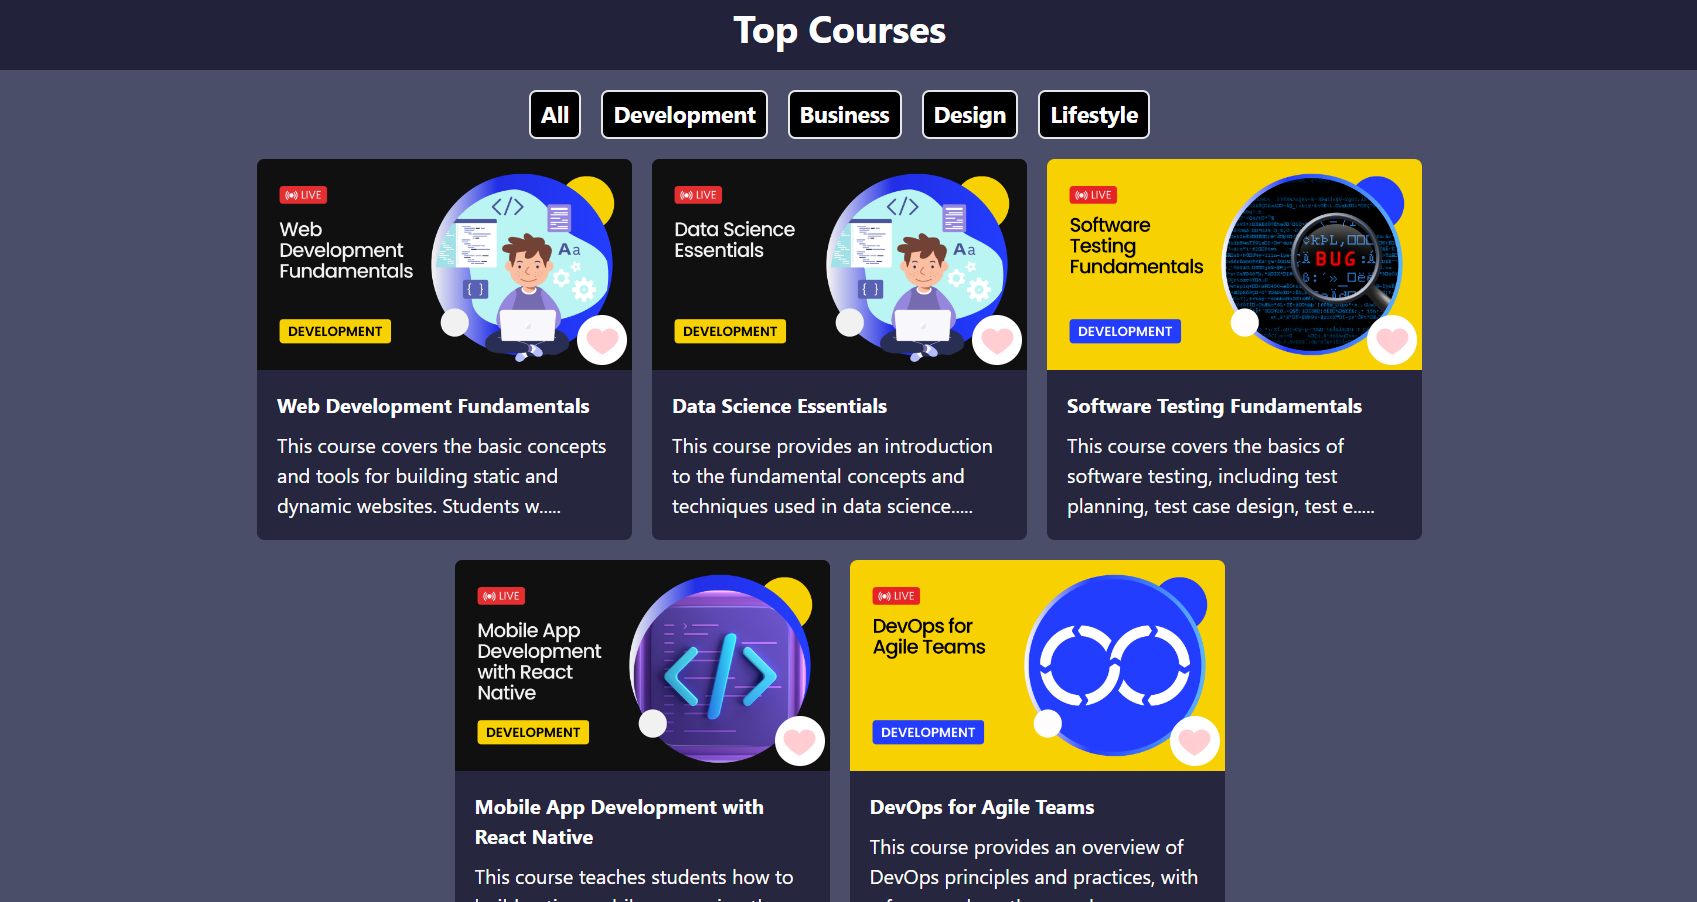 Top Courses
All Development Business Design Lifestyle
LIVE
Web
Development
Fundamentals
DEVELOPMENT
Aa
Web Development Fundamentals
This course covers the basic concepts
and tools for building static and
dynamic websites. Students w.....
LIVE
Data Science
Essentials
DEVELOPMENT
Aa
Data Science Essentials
This course provides an introduction
to the fundamental concepts and
techniques used in data science.....
LIVE
Software
Testing
Fundamentals
DEVELOPMENT
BUG
Software Testing Fundamentals
This course covers the basics of
software testing, including test
planning, test case design, test e.....
LIVE
Mobile App
Development
with React
Native
DEVELOPMENT
</>
Mobile App Development with
React Native
This course teaches students how to
LIVE
DevOps for
Agile Teams
DEVELOPMENT
DevOps for Agile Teams
This course provides an overview of
DevOps principles and practices, with